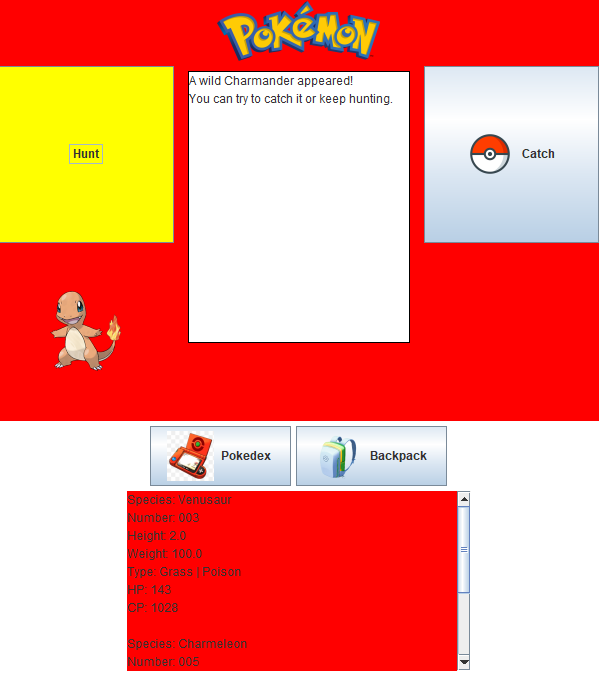 POKéMON
A wild Charmander appeared!
You can try to catch it or keep hunting.
Hunt
Catch
Pokedex
Backpack
Species: Venusaur
Number: 003
Height: 2.0
Weight: 100.0
Type: Grass | Poison
HP: 143
CP: 1028
Species: Charmeleon
Number: 005